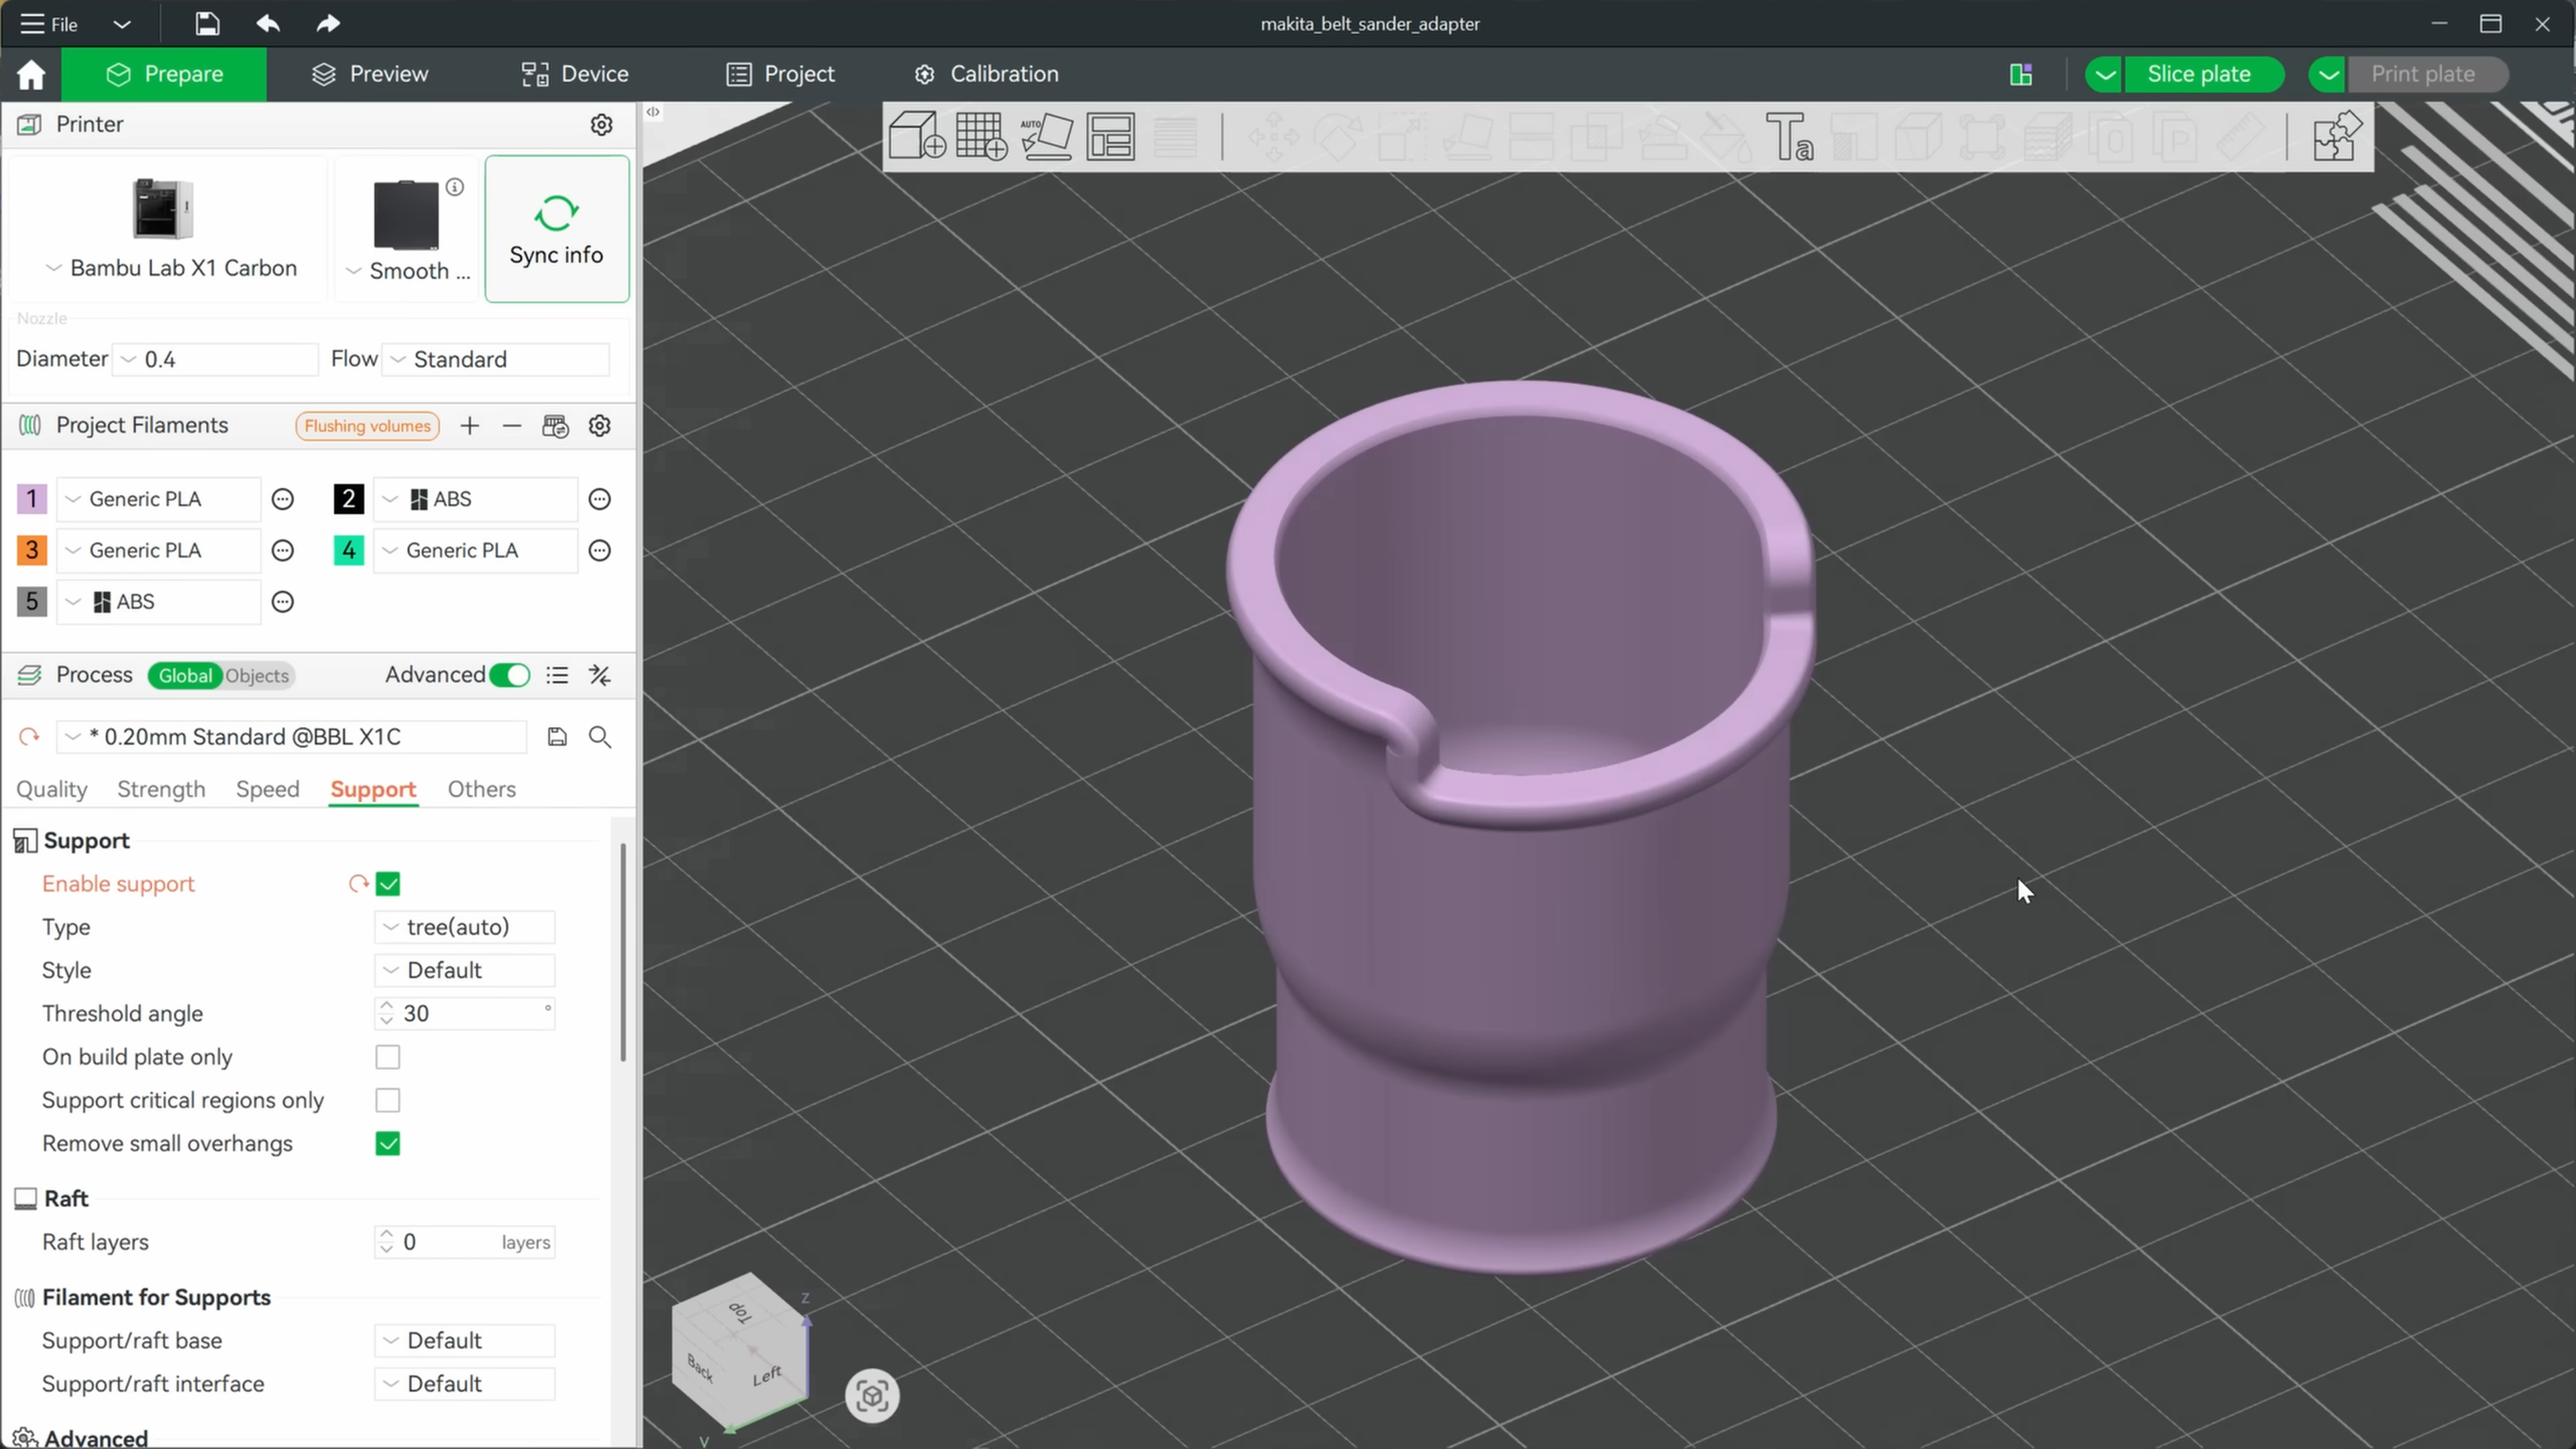 File
makita_belt_sander_adapter
Prepare
Preview
Device
Project
Calibration
Slice plate
Print plate
Printer
Bambu Lab X1 Carbon
Smooth ...
Sync info
Nozzle
Diameter 0.4 Flow Standard
Project Filaments Flushing volumes
1 Generic PLA
2 ABS
3 Generic PLA
4 Generic PLA
5 ABS
Process Global Objects Advanced
* 0.20mm Standard @BBL X1C
Quality Strength Speed Support Others
Support
Enable support
Type tree(auto)
Style Default
Threshold angle 30 °
On build plate only
Support critical regions only
Remove small overhangs
Raft
Raft layers 0 layers
Filament for Supports
Support/raft base Default
Support/raft interface Default
Advanced
AUTO
Ta
Top
Back
Left
Z
Y